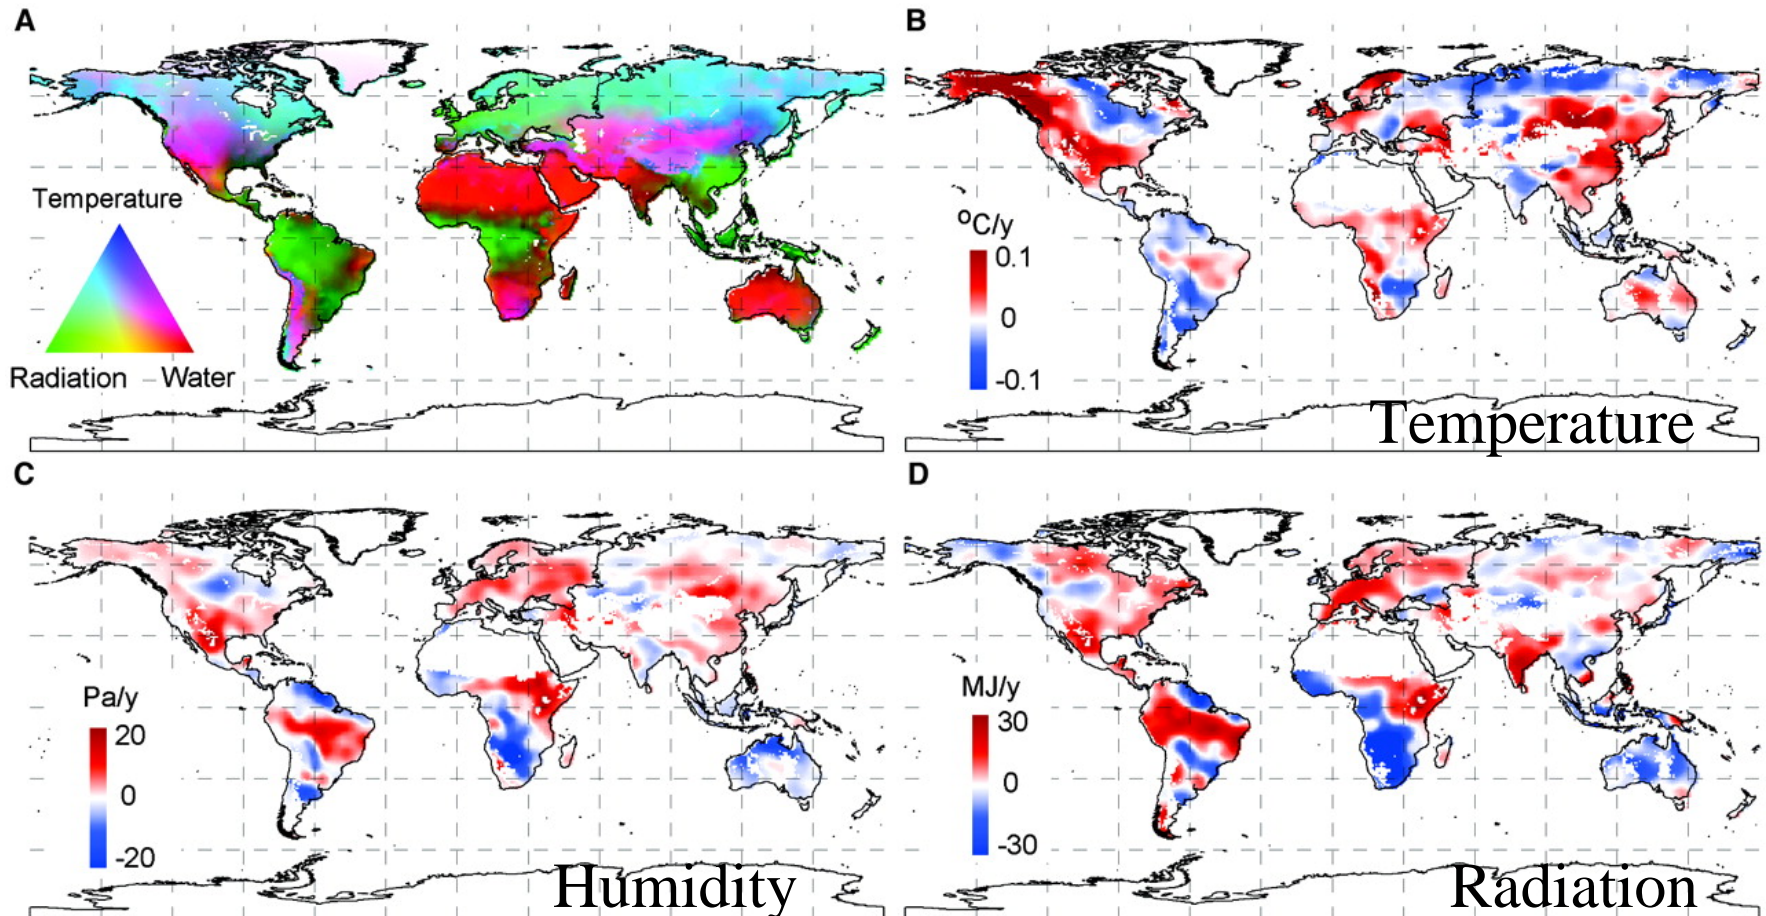 A
Temperature
Radiation
Water
B
ºC/y
0.1
0
-0.1
Temperature
C
Pa/y
20
0
-20
Humidity
D
MJ/y
30
0
-30
Radiation